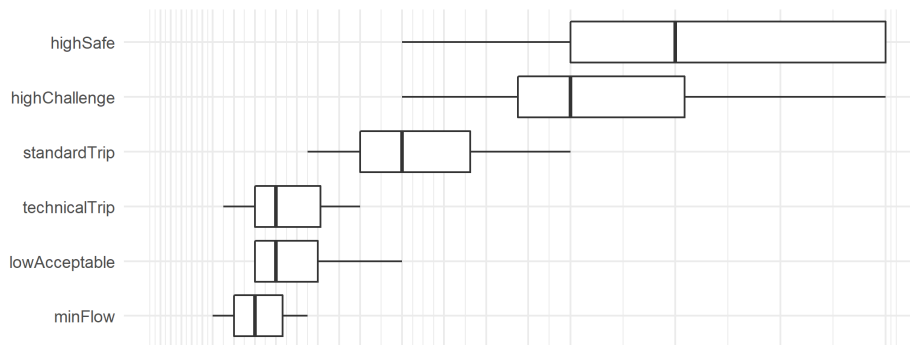 highSafe
highChallenge
standardTrip
technicalTrip
lowAcceptable
minFlow